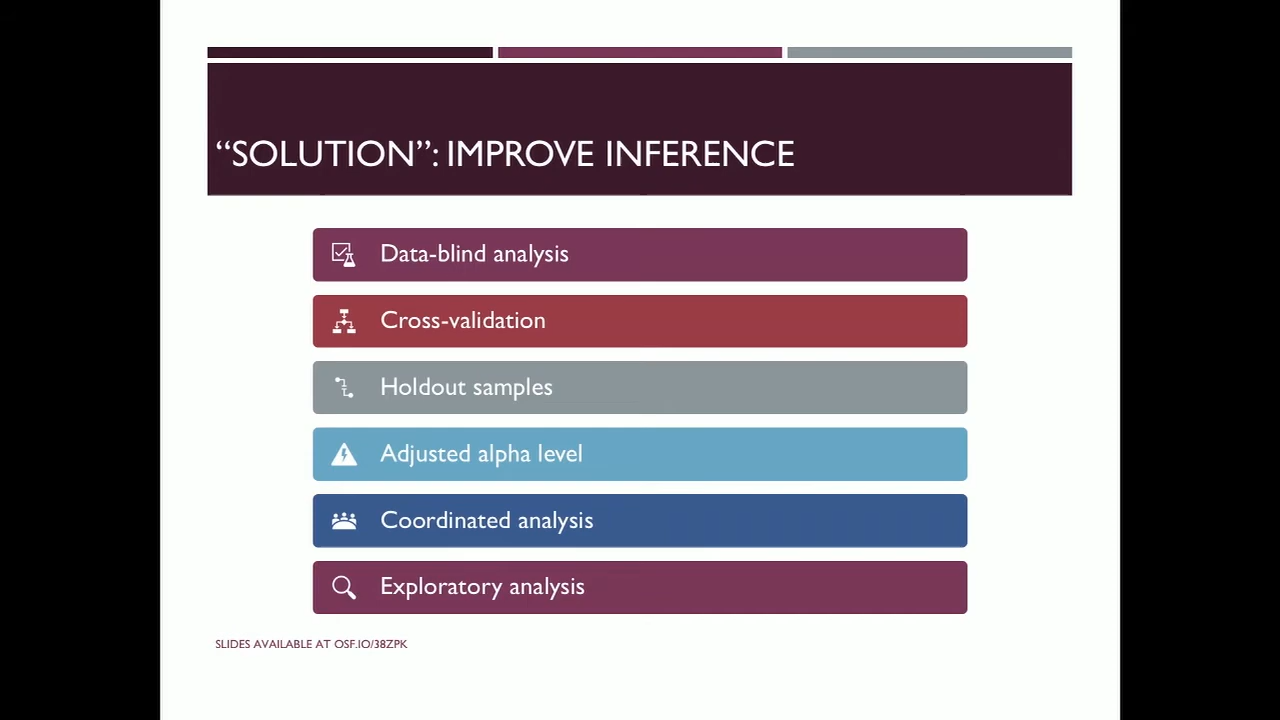 “SOLUTION”: IMPROVE INFERENCE
Data-blind analysis
Cross-validation
Holdout samples
Adjusted alpha level
Coordinated analysis
Exploratory analysis
SLIDES AVAILABLE AT OSF.IO/38ZPK